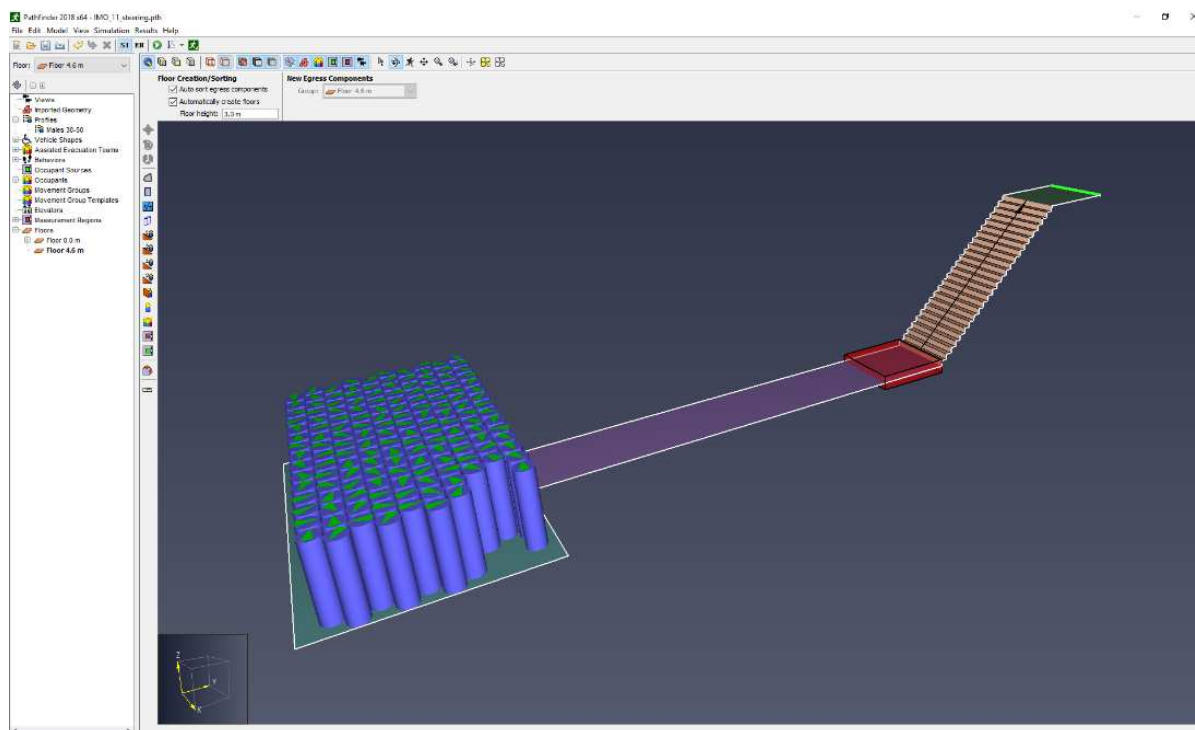 Pathfinder 2018 x64 - IMO_11_steering.pth
File Edit Model View Simulation Results Help
Floor: Floor 4.6 m
Floor Creation/Sorting
Auto sort egress components
Automatically create floors
Floor height: 3.0 m
New Egress Components
Group: Floor 4.6 m
Views
Imported Geometry
Profiles
Males 30-50
Vehicle Shapes
Assisted Evacuation Teams
Behaviors
Occupant Sources
Occupants
Movement Groups
Movement Group Templates
Elevators
Measurement Regions
Floors
Floor 0.0 m
Floor 4.6 m
Z
Y
X